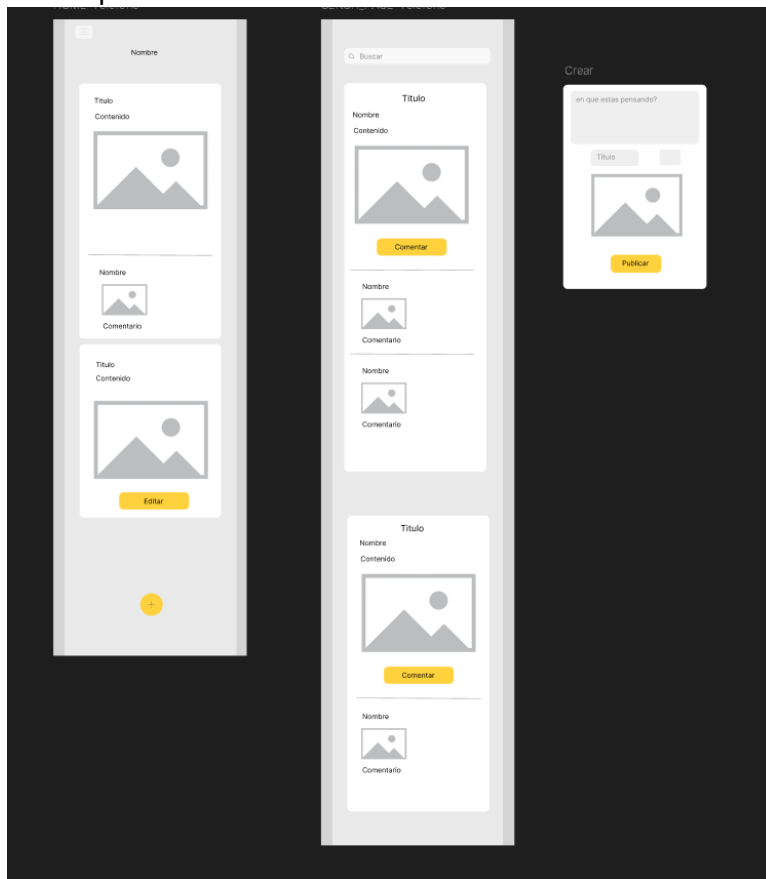 Nombre
Titulo
Contenido
Nombre
Comentario
Titulo
Contenido
Editar
+
Buscar
Titulo
Nombre
Contenido
Comentar
Nombre
Comentario
Nombre
Comentario
Titulo
Nombre
Contenido
Comentar
Nombre
Comentario
Crear
en que estas pensando?
Titulo
Publicar